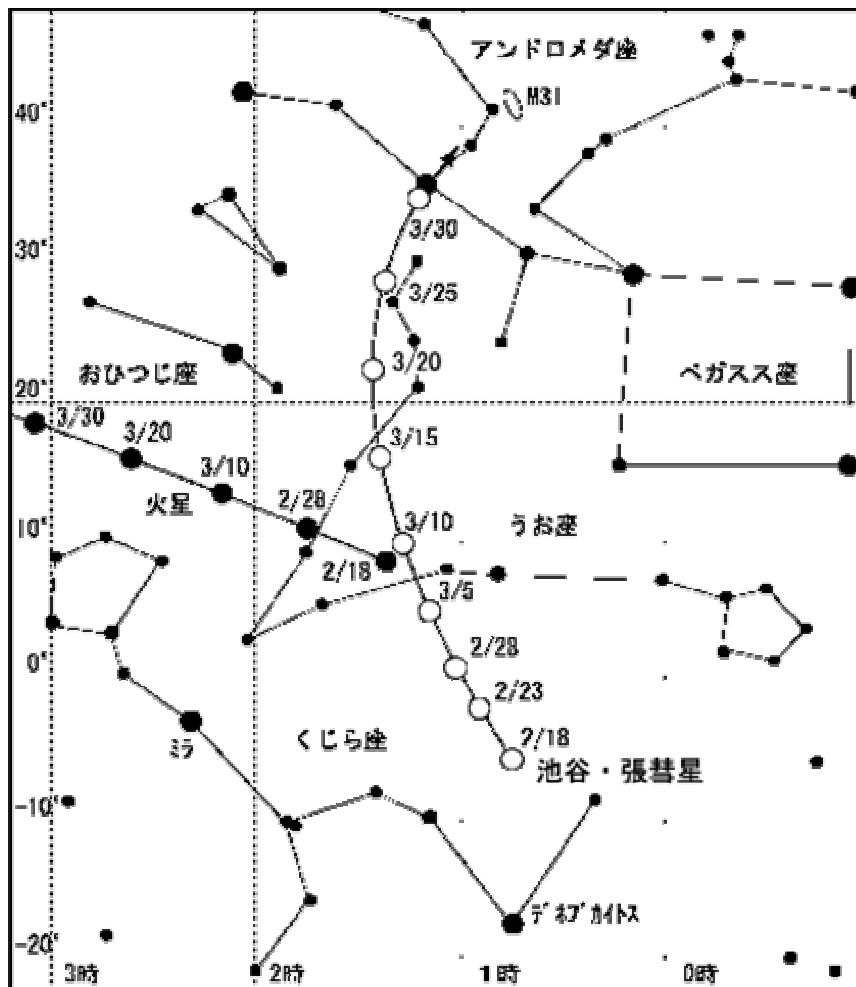 アンドロメダ座
M31
40°
3/30
30°
3/25
3/20
おひつじ座
ペガスス座
20°
3/30
3/20
3/15
3/10
火星
2/28
3/10
うお座
10°
2/18
3/5
0°
2/28
2/23
くじら座
2/18
ミラ
池谷・張彗星
-10°
デネブカイトス
-20°
3時
2時
1時
0時